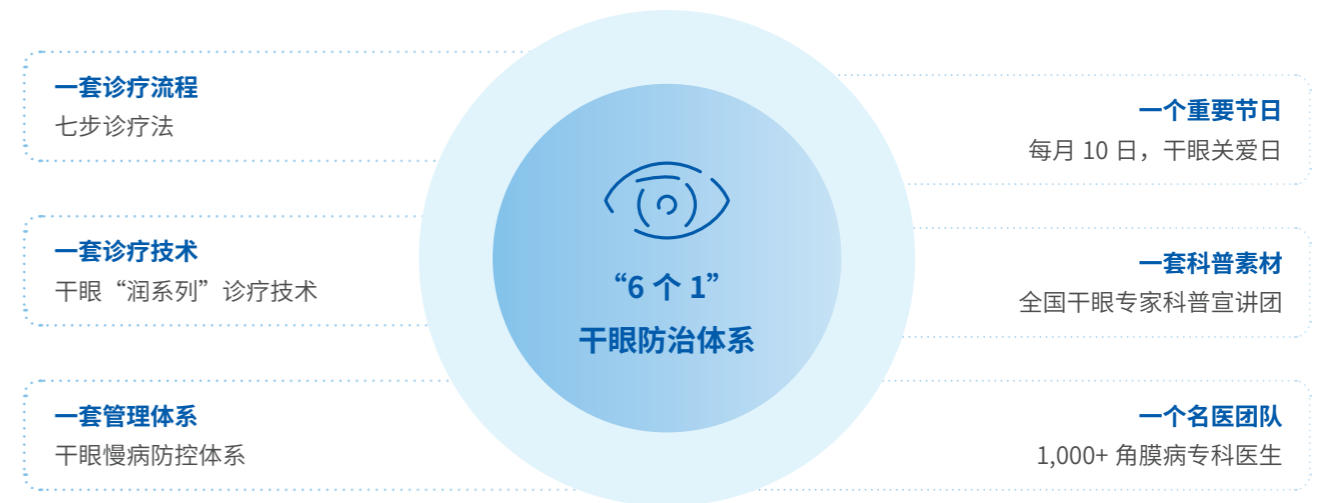 一套诊疗流程
七步诊疗法
一套诊疗技术
干眼“润系列”诊疗技术
一套管理体系
干眼慢病防控体系
“6 个 1”
干眼防治体系
一个重要节日
每月 10 日，干眼关爱日
一套科普素材
全国干眼专家科普宣讲团
一个名医团队
1,000+ 角膜病专科医生